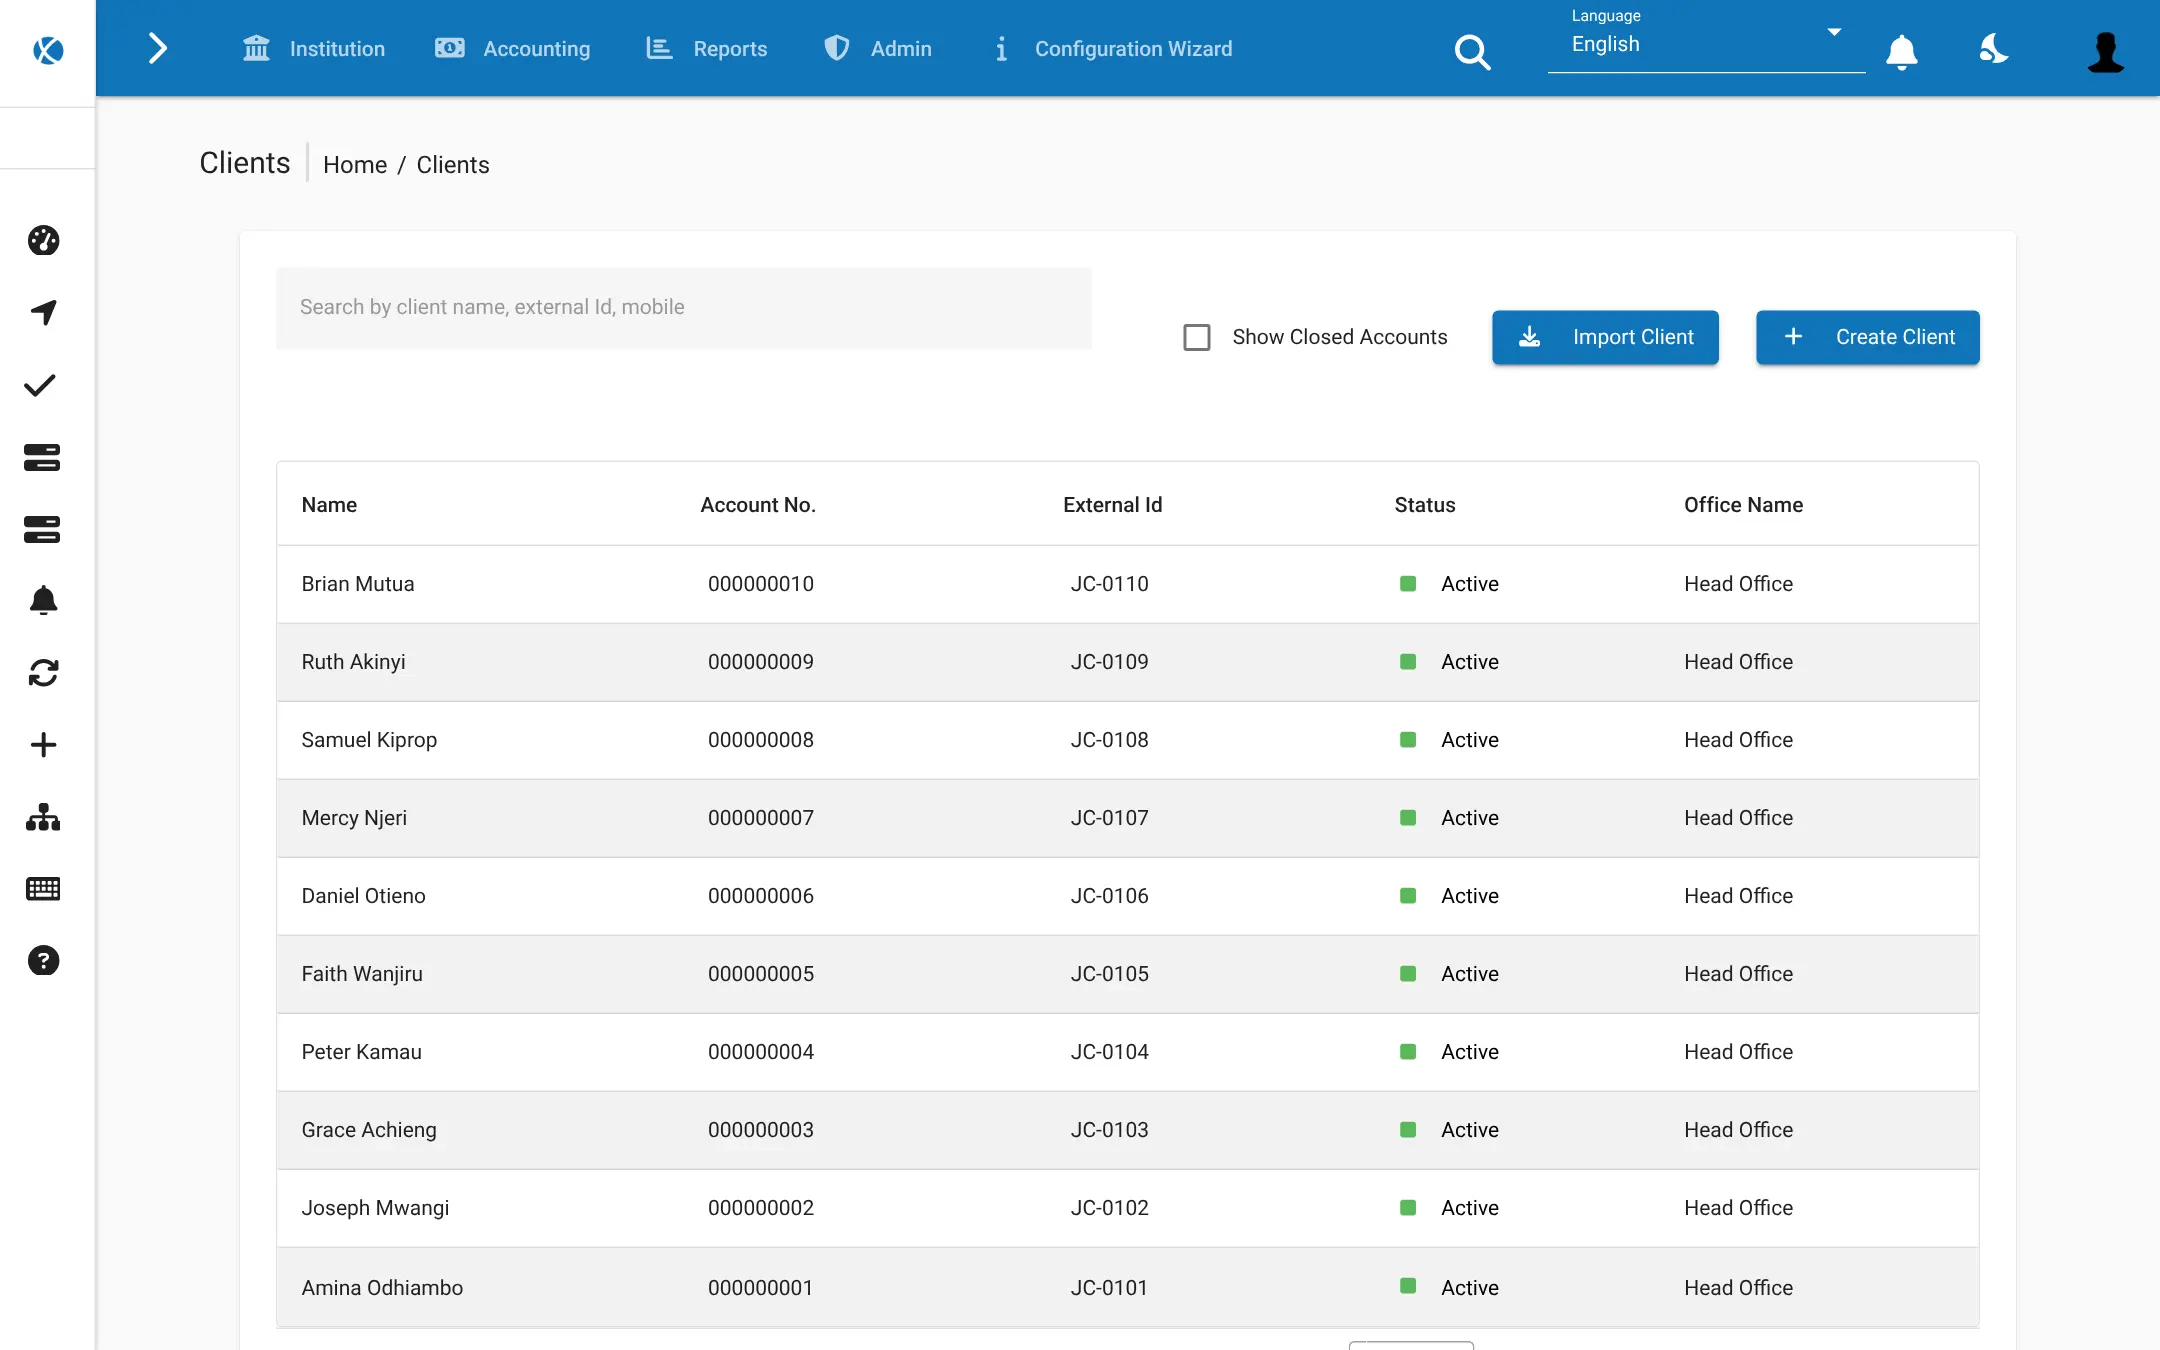 Institution Accounting Reports Admin Configuration Wizard Language English
Clients Home / Clients
Search by client name, external Id, mobile
Show Closed Accounts Import Client Create Client
Name Account No. External Id Status Office Name
Brian Mutua 000000010 JC-0110 Active Head Office
Ruth Akinyi 000000009 JC-0109 Active Head Office
Samuel Kiprop 000000008 JC-0108 Active Head Office
Mercy Njeri 000000007 JC-0107 Active Head Office
Daniel Otieno 000000006 JC-0106 Active Head Office
Faith Wanjiru 000000005 JC-0105 Active Head Office
Peter Kamau 000000004 JC-0104 Active Head Office
Grace Achieng 000000003 JC-0103 Active Head Office
Joseph Mwangi 000000002 JC-0102 Active Head Office
Amina Odhiambo 000000001 JC-0101 Active Head Office